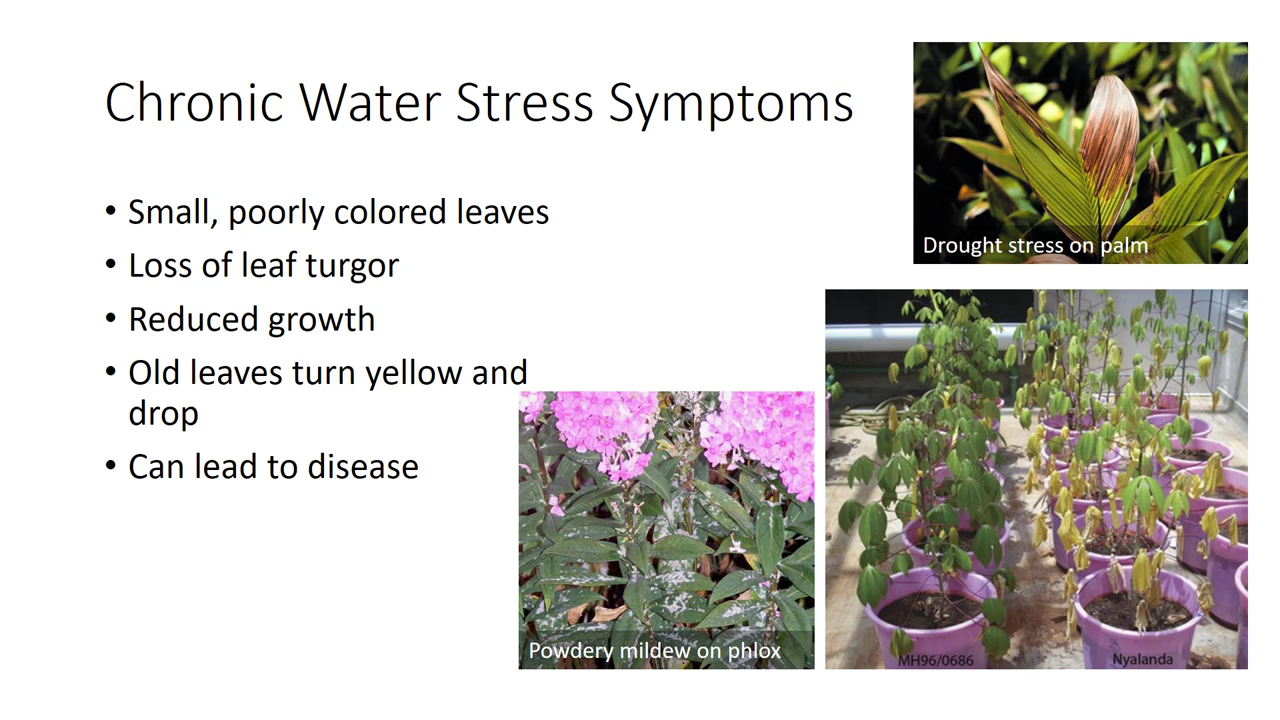 Chronic Water Stress Symptoms
• Small, poorly colored leaves
• Loss of leaf turgor
• Reduced growth
• Old leaves turn yellow and
drop
• Can lead to disease
Drought stress on palm
Powdery mildew on phlox
MH96/0686
Nyalanda